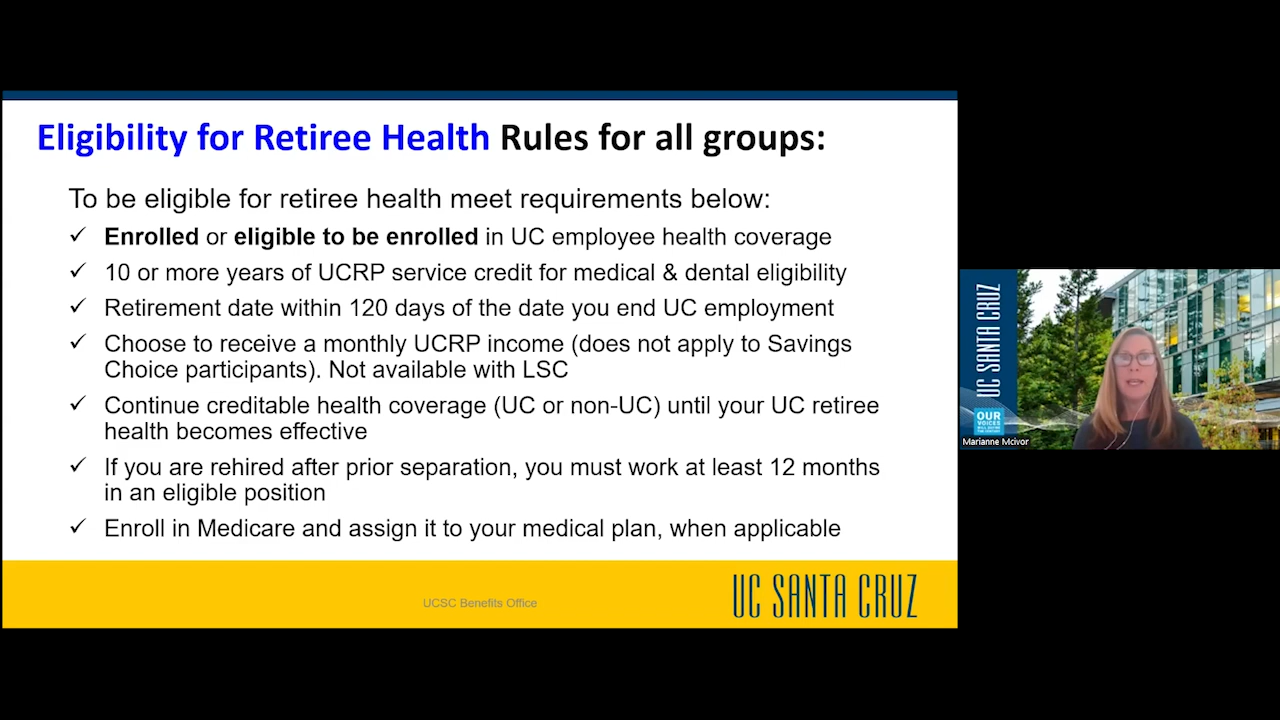 Eligibility for Retiree Health Rules for all groups:
To be eligible for retiree health meet requirements below:
✓ Enrolled or eligible to be enrolled in UC employee health coverage
✓ 10 or more years of UCRP service credit for medical & dental eligibility
✓ Retirement date within 120 days of the date you end UC employment
✓ Choose to receive a monthly UCRP income (does not apply to Savings
Choice participants). Not available with LSC
✓ Continue creditable health coverage (UC or non-UC) until your UC retiree
health becomes effective
✓ If you are rehired after prior separation, you must work at least 12 months
in an eligible position
✓ Enroll in Medicare and assign it to your medical plan, when applicable
UCSC Benefits Office
UC SANTA CRUZ
UC SANTA CRUZ
OUR
VOICES
Marianne McIvor